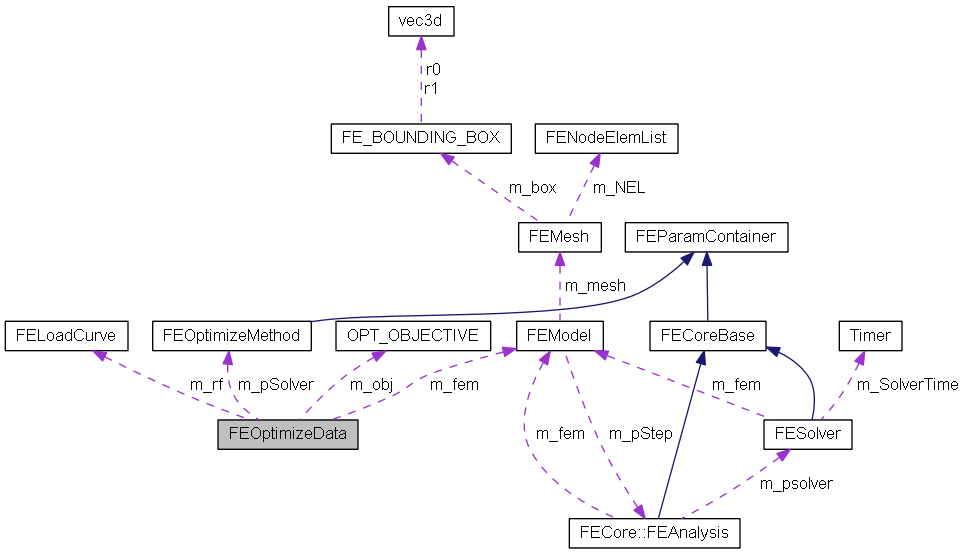 vec3d
r0
r1
FE_BOUNDING_BOX
FENodeElemList
m_box
m_NEL
FEMesh
FEParamContainer
m_mesh
FELoadCurve
FEOptimizeMethod
OPT_OBJECTIVE
FEModel
FECoreBase
Timer
m_rf
m_pSolver
m_obj
m_fem
m_fem
m_SolverTime
FEOptimizeData
m_fem
m_pStep
FESolver
m_psolver
FECore::FEAnalysis